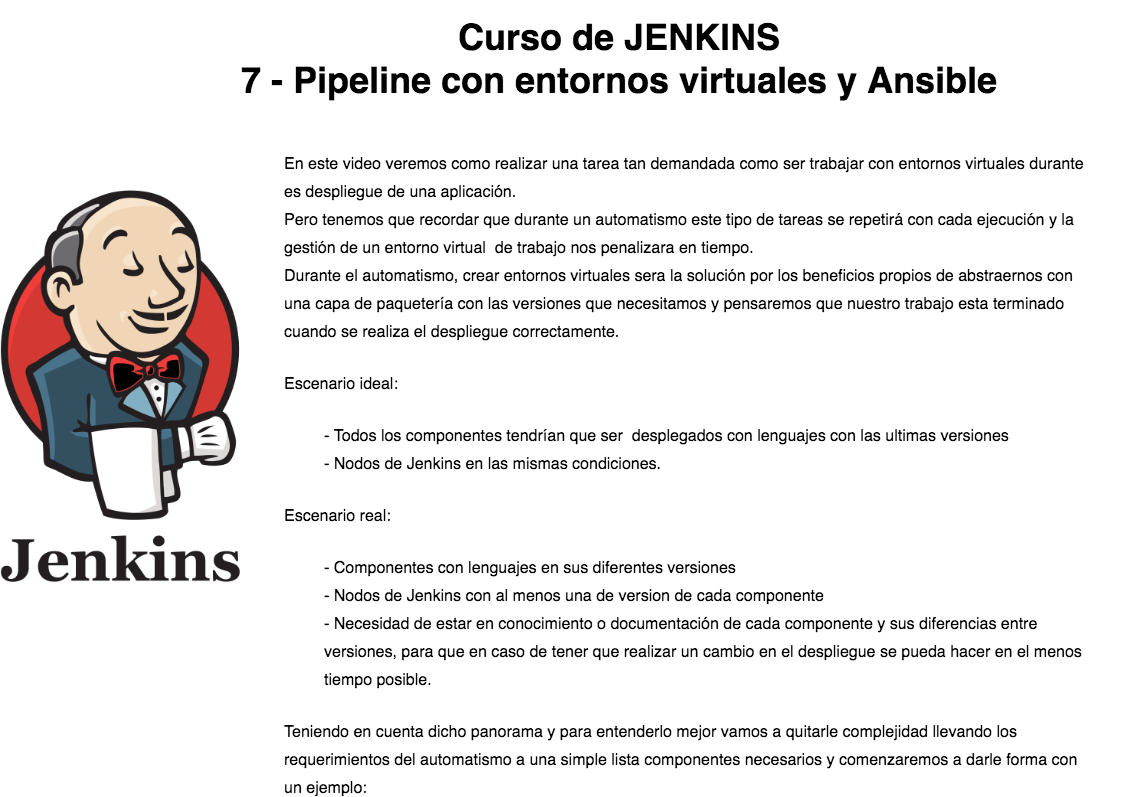 Curso de JENKINS
7 - Pipeline con entornos virtuales y Ansible
En este video veremos como realizar una tarea tan demandada como ser trabajar con entornos virtuales durante
es despliegue de una aplicación.
Pero tenemos que recordar que durante un automatismo este tipo de tareas se repetirá con cada ejecución y la
gestión de un entorno virtual  de trabajo nos penalizara en tiempo.
Durante el automatismo, crear entornos virtuales sera la solución por los beneficios propios de abstraernos con
una capa de paquetería con las versiones que necesitamos y pensaremos que nuestro trabajo esta terminado
cuando se realiza el despliegue correctamente.
Escenario ideal:
- Todos los componentes tendrían que ser  desplegados con lenguajes con las ultimas versiones
- Nodos de Jenkins en las mismas condiciones.
Escenario real:
- Componentes con lenguajes en sus diferentes versiones
- Nodos de Jenkins con al menos una de version de cada componente
- Necesidad de estar en conocimiento o documentación de cada componente y sus diferencias entre
versiones, para que en caso de tener que realizar un cambio en el despliegue se pueda hacer en el menos
tiempo posible.
Teniendo en cuenta dicho panorama y para entenderlo mejor vamos a quitarle complejidad llevando los
requerimientos del automatismo a una simple lista componentes necesarios y comenzaremos a darle forma con
un ejemplo:
Jenkins